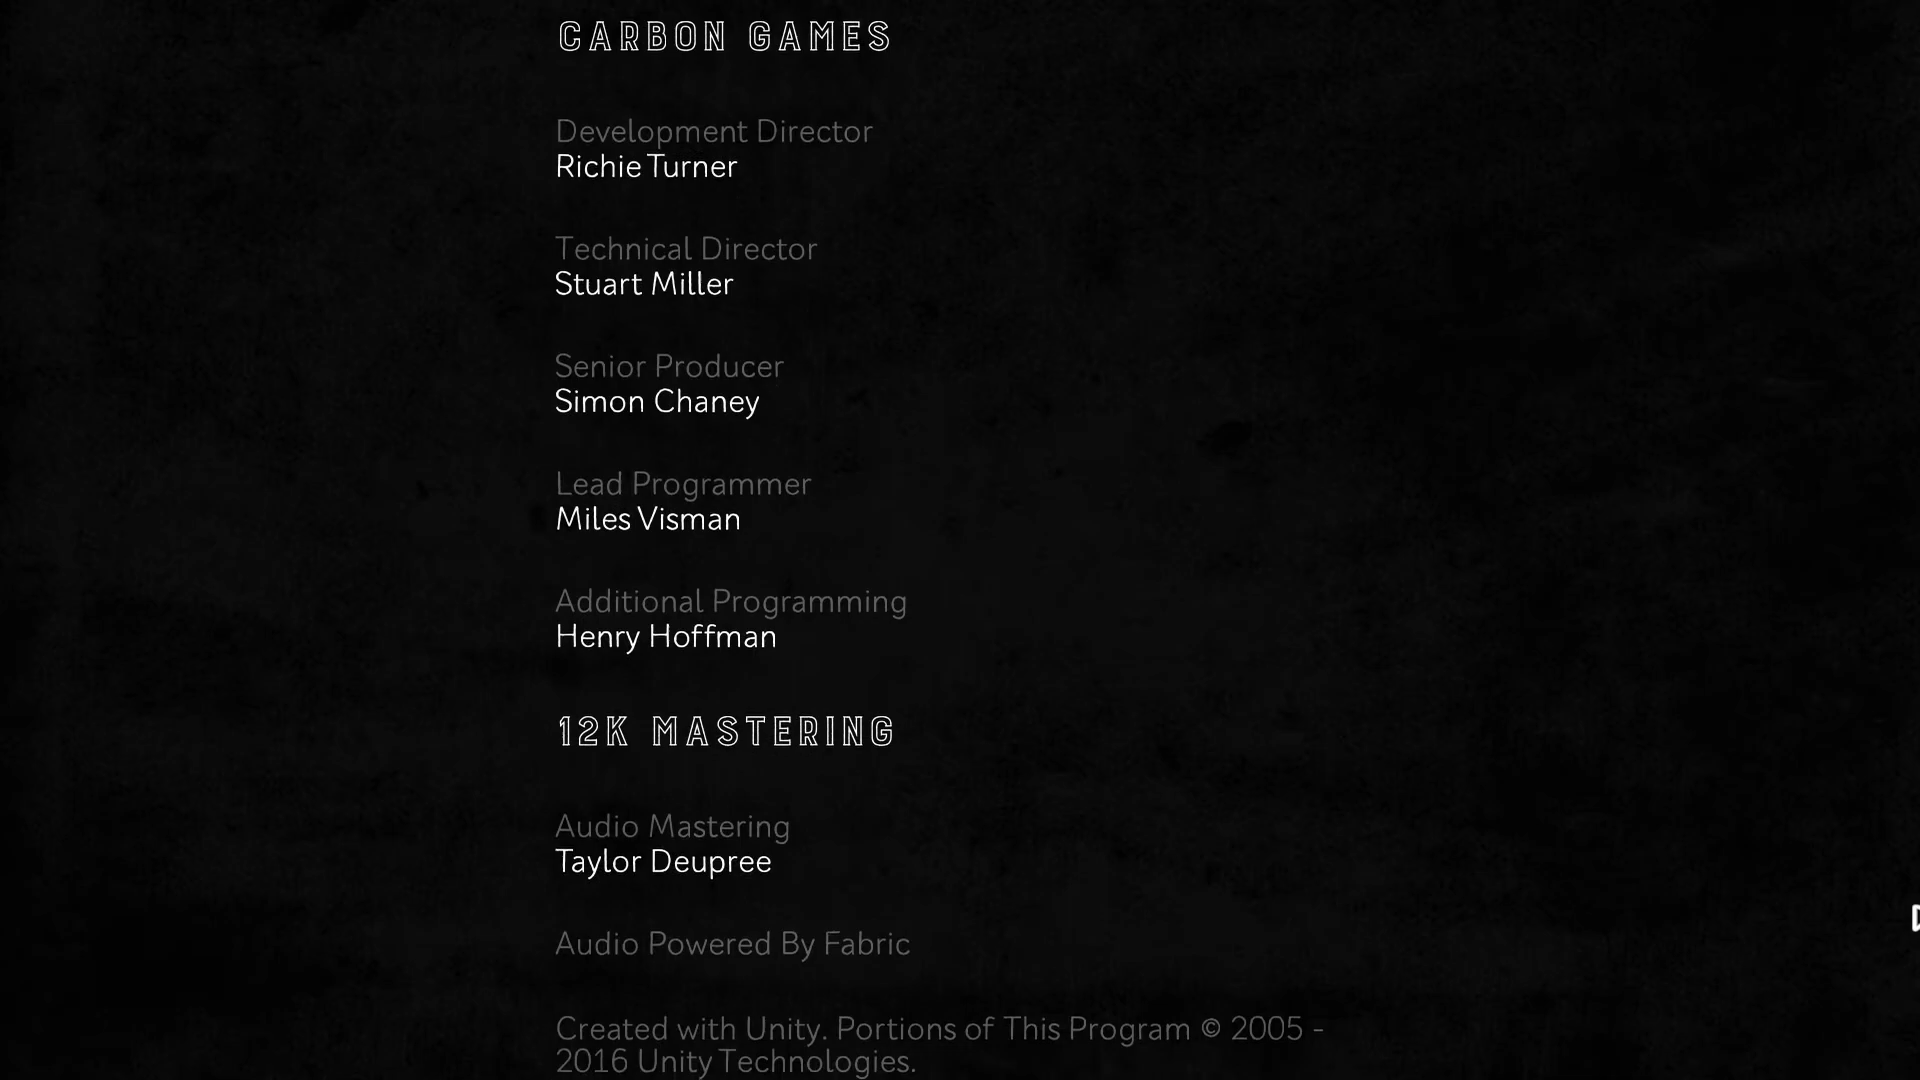 CARBON GAMES
Development Director
Richie Turner
Technical Director
Stuart Miller
Senior Producer
Simon Chaney
Lead Programmer
Miles Visman
Additional Programming
Henry Hoffman
12K MASTERING
Audio Mastering
Taylor Deupree
Audio Powered By Fabric
Created with Unity. Portions of This Program © 2005 -
2016 Unity Technologies.